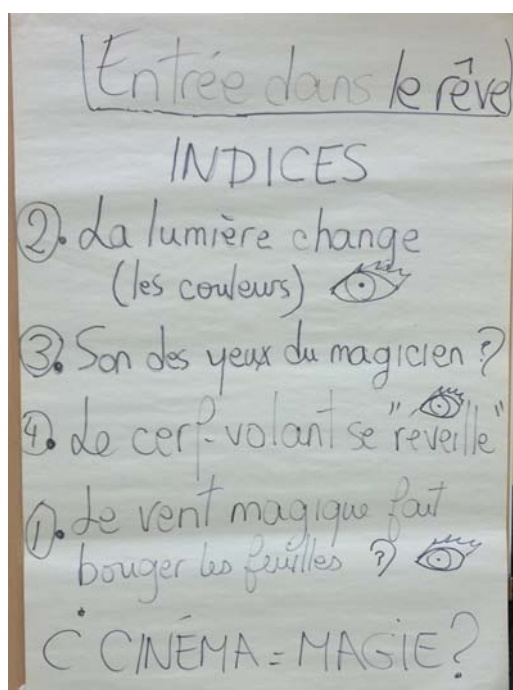 Entrée dans le rêve
INDICES
②. La lumière change
(les couleurs)
③. Son des yeux du magicien ?
④. Le cerf-volant se "réveille"
①. Le vent magique fait
bouger les feuilles ?
CINÉMA = MAGIE ?